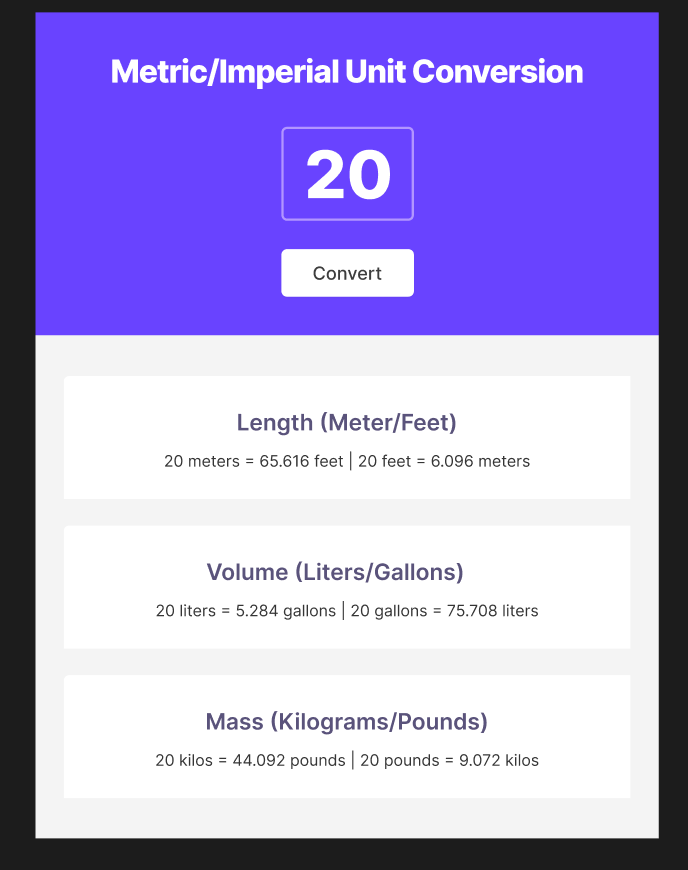 Metric/Imperial Unit Conversion
20
Convert
Length (Meter/Feet)
20 meters = 65.616 feet | 20 feet = 6.096 meters
Volume (Liters/Gallons)
20 liters = 5.284 gallons | 20 gallons = 75.708 liters
Mass (Kilograms/Pounds)
20 kilos = 44.092 pounds | 20 pounds = 9.072 kilos